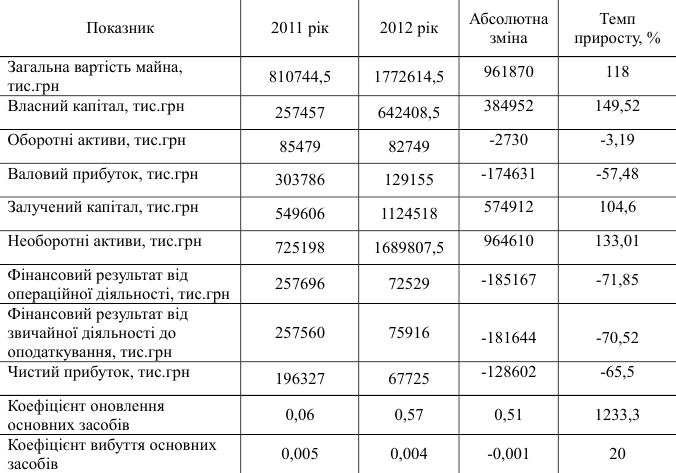 Показник 2011 рік 2012 рік Абсолютна зміна Темп приросту, %
Загальна вартість майна, тис.грн 810744,5 1772614,5 961870 118
Власний капітал, тис.грн 257457 642408,5 384952 149,52
Оборотні активи, тис.грн 85479 82749 -2730 -3,19
Валовий прибуток, тис.грн 303786 129155 -174631 -57,48
Залучений капітал, тис.грн 549606 1124518 574912 104,6
Необоротні активи, тис.грн 725198 1689807,5 964610 133,01
Фінансовий результат від операційної діяльності, тис.грн 257696 72529 -185167 -71,85
Фінансовий результат від звичайної діяльності до оподаткування, тис.грн 257560 75916 -181644 -70,52
Чистий прибуток, тис.грн 196327 67725 -128602 -65,5
Коефіцієнт оновлення основних засобів 0,06 0,57 0,51 1233,3
Коефіцієнт вибуття основних засобів 0,005 0,004 -0,001 20